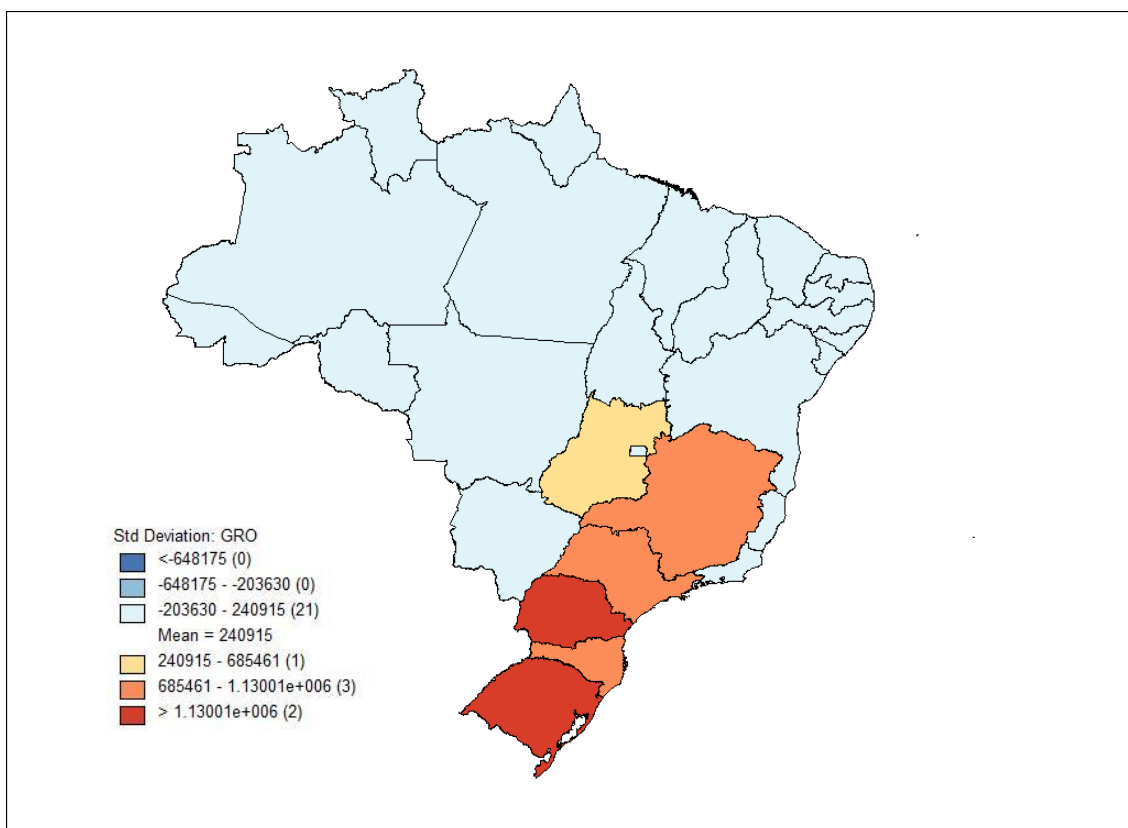 Std Deviation: GRO
<-648175 (0)
-648175 - -203630 (0)
-203630 - 240915 (21)
Mean = 240915
240915 - 685461 (1)
685461 - 1.13001e+006 (3)
> 1.13001e+006 (2)